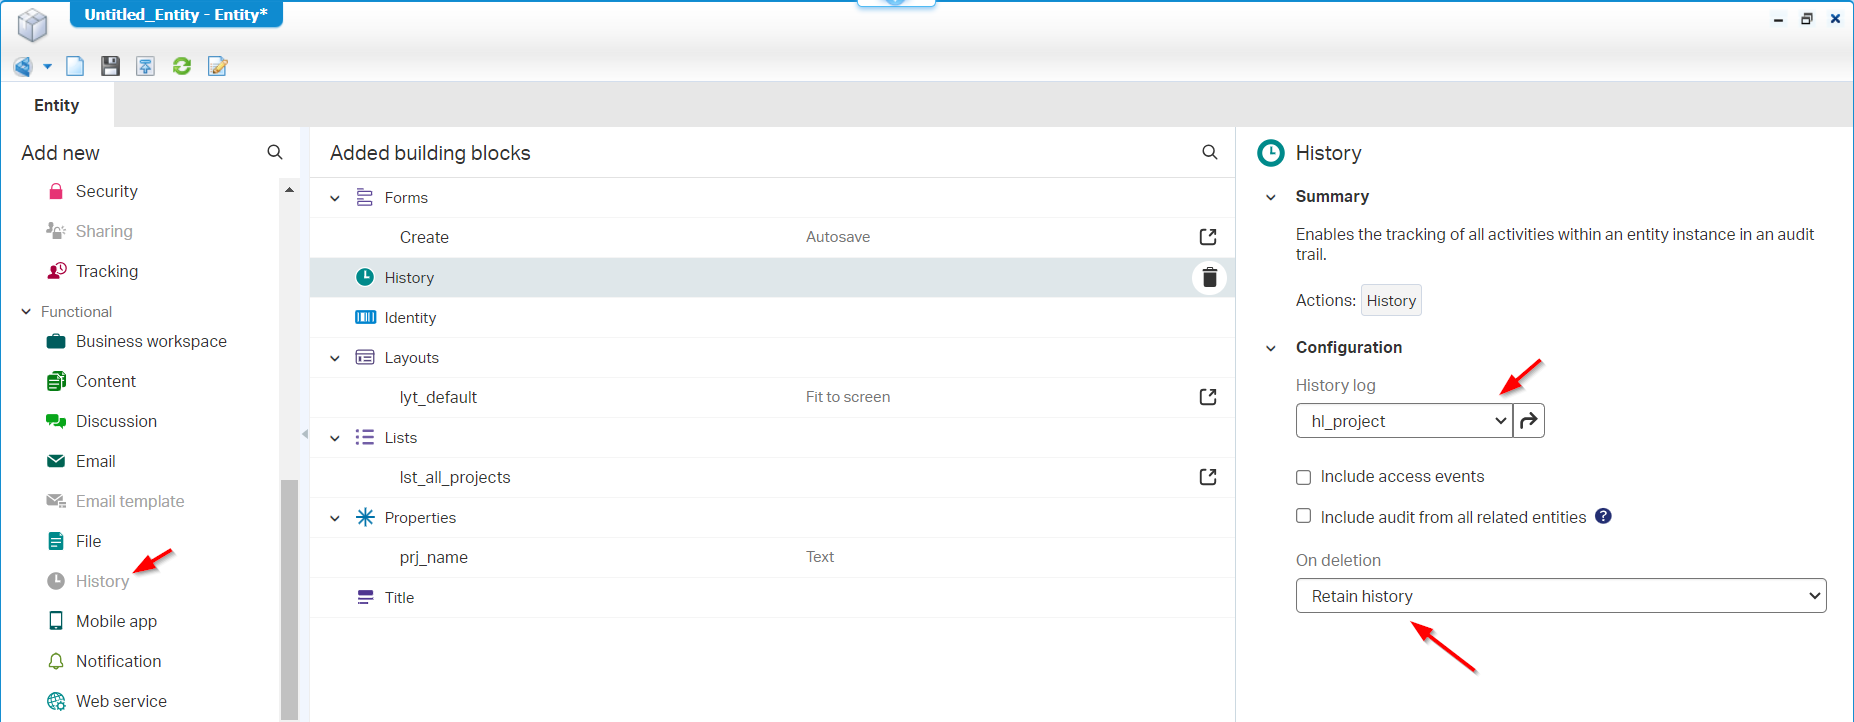 Untitled_Entity - Entity*
Entity
Add new
Security
Sharing
Tracking
Functional
Business workspace
Content
Discussion
Email
Email template
File
History
Mobile app
Notification
Web service
Added building blocks
Forms
Create Autosave
History
Identity
Layouts
lyt_default Fit to screen
Lists
lst_all_projects
Properties
prj_name Text
Title
History
Summary
Enables the tracking of all activities within an entity instance in an audit
trail.
Actions: History
Configuration
History log
hl_project
Include access events
Include audit from all related entities ?
On deletion
Retain history